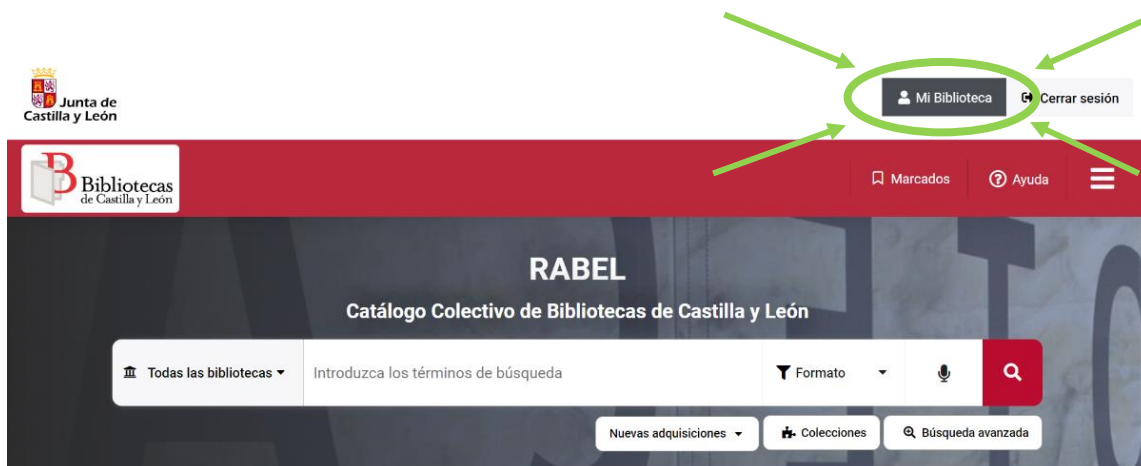 Junta de
Castilla y León
Mi Biblioteca
Cerrar sesión
Bibliotecas
de Castilla y León
Marcados
Ayuda
RABEL
Catálogo Colectivo de Bibliotecas de Castilla y León
Todas las bibliotecas
Introduzca los términos de búsqueda
Formato
Nuevas adquisiciones
Colecciones
Búsqueda avanzada